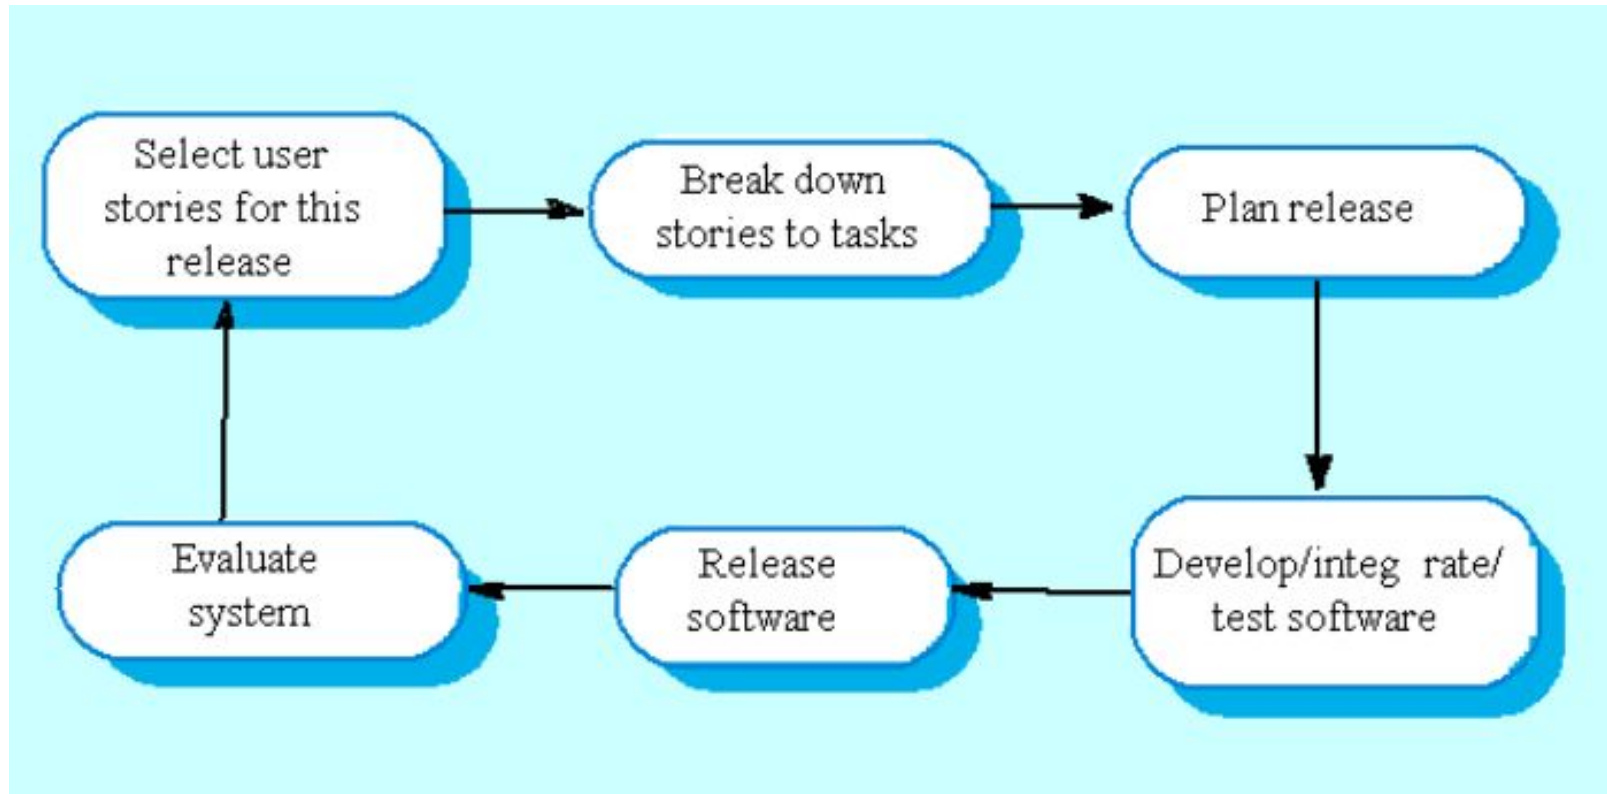 Select user
stories for this
release
Break down
stories to tasks
Plan release
Develop/integ rate/
test software
Release
software
Evaluate
system